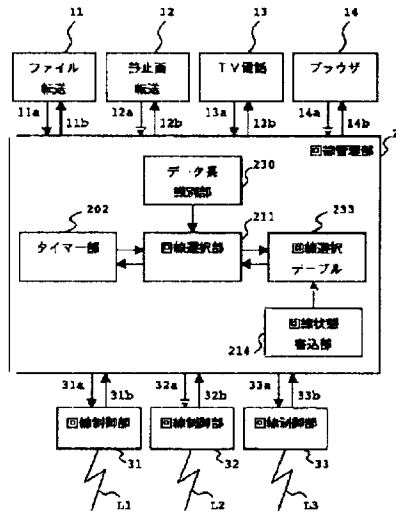 11 12 13 14
ファイル転送 静止画転送 TV電話 ブラウザ
11a 11b 12a 12b 13a 13b 14a 14b
回線管理部
データ長識別部 230
202 211 233
タイマー部 回線選択部 回線選択テーブル
回線状態書込部
214
31a 31b 32a 32b 33a 33b
回線制御部 回線制御部 回線制御部
31 32 33
L1 L2 L3